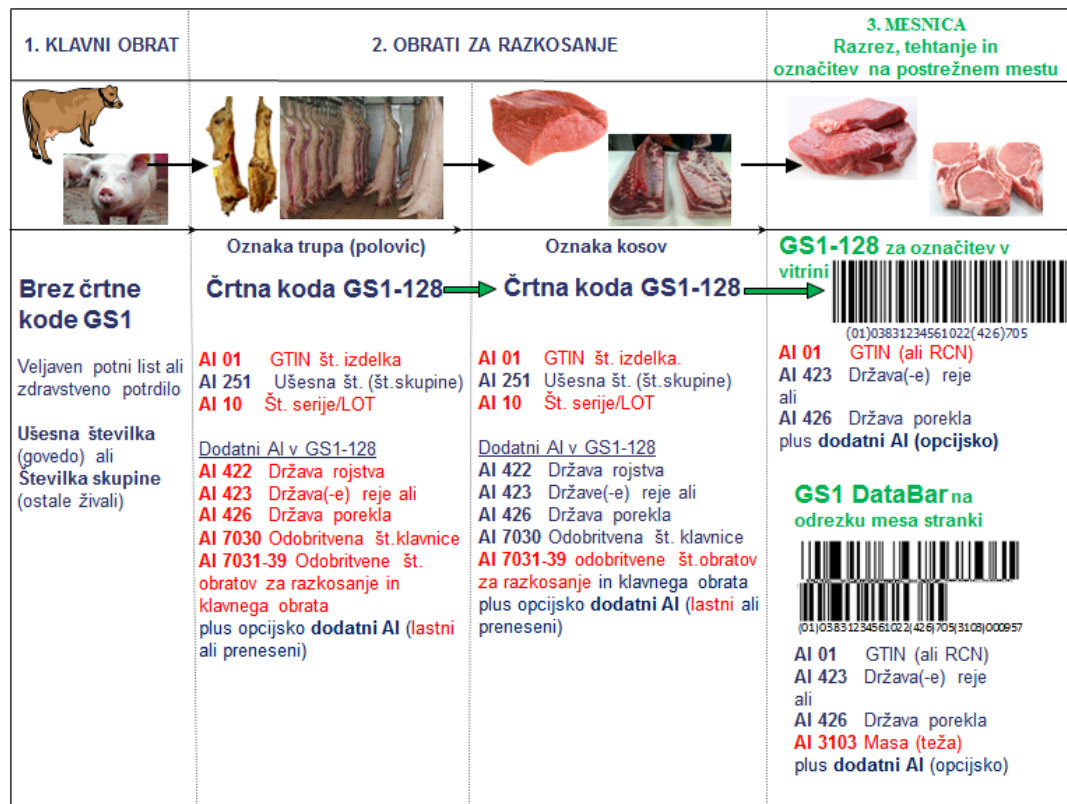 1. KLAVNI OBRAT
2. OBRATI ZA RAZKOSANJE
3. MESNICA
Razrez, tehtanje in
označitev na postrežnem mestu
Brez črtne
kode GS1
Veljaven potni list ali
zdravstveno potrdilo
Ušesna številka
(govedo) ali
Številka skupine
(ostale živali)
Oznaka trupa (polovic)
Črtna koda GS1-128
AI 01 GTIN št. izdelka
AI 251 Ušesna št. (št.skupine)
AI 10 Št. serije/LOT
Dodatni AI v GS1-128
AI 422 Država rojstva
AI 423 Država(-e) reje ali
AI 426 Država porekla
AI 7030 Odobritvena št.klavnice
AI 7031-39 Odobritvene št.
obratov za razkosanje in
klavnega obrata
plus opcijsko dodatni AI (lastni
ali preneseni)
Oznaka kosov
Črtna koda GS1-128
AI 01 GTIN št. izdelka.
AI 251 Ušesna št. (št.skupine)
AI 10 Št. serije/LOT
Dodatni AI v GS1-128
AI 422 Država rojstva
AI 423 Države(-e) reje ali
AI 426 Država porekla
AI 7030 Odobritvena št. klavnice
AI 7031-39 odobritvene št.obratov
za razkosanje in klavnega obrata
plus opcijsko dodatni AI (lastni ali
preneseni)
GS1-128 za označitev v
vitrini
(01)03831234561022(426)705
AI 01 GTIN (ali RCN)
AI 423 Država(-e) reje
ali
AI 426 Država porekla
plus dodatni AI (opcijsko)
GS1 DataBar na
odrezku mesa stranki
(01)03831234561022(426)705(3103)000957
AI 01 GTIN (ali RCN)
AI 423 Država(-e) reje
ali
AI 426 Država porekla
AI 3103 Masa (teža)
plus dodatni AI (opcijsko)